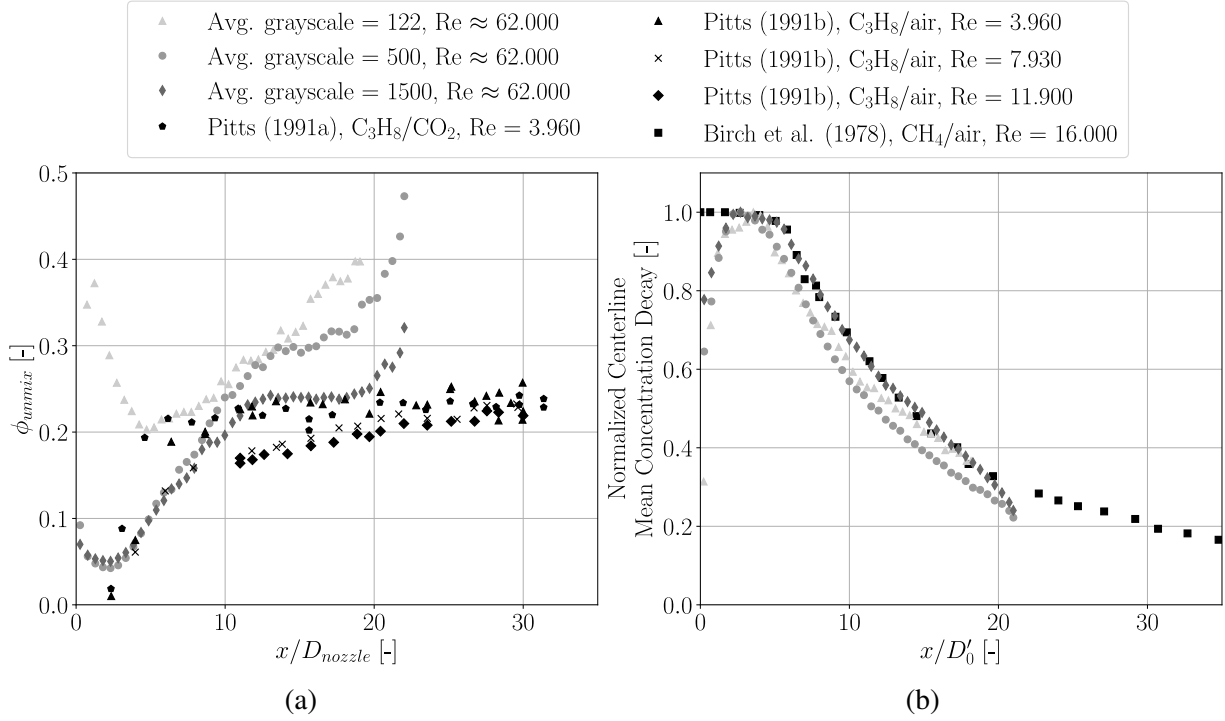 Avg. grayscale = 122, Re ≈ 62.000
Avg. grayscale = 500, Re ≈ 62.000
Avg. grayscale = 1500, Re ≈ 62.000
Pitts (1991a), C₃H₈/CO₂, Re = 3.960
Pitts (1991b), C₃H₈/air, Re = 3.960
Pitts (1991b), C₃H₈/air, Re = 7.930
Pitts (1991b), C₃H₈/air, Re = 11.900
Birch et al. (1978), CH₄/air, Re = 16.000
0.5
0.4
0.3
0.2
0.1
0.0
ϕunmix [-]
0
10
20
30
x/Dnozzle [-]
(a)
Normalized Centerline
Mean Concentration Decay [-]
1.0
0.8
0.6
0.4
0.2
0.0
0
10
20
30
x/D′₀ [-]
(b)